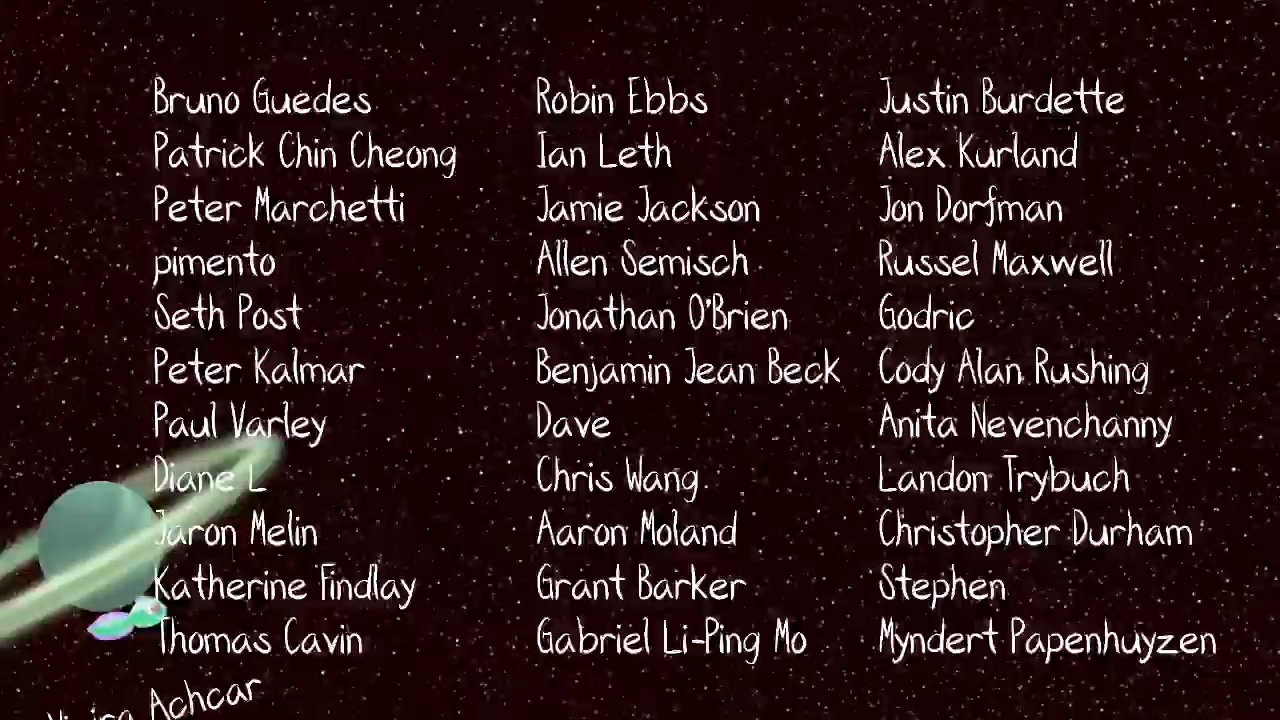 Bruno Guedes
Patrick Chin Cheong
Peter Marchetti
pimento
Seth Post
Peter Kalmar
Paul Varley
Diane L
Jaron Melin
Katherine Findlay
Thomas Cavin
Achcar
Robin Ebbs
Ian Leth
Jamie Jackson
Allen Semisch
Jonathan O'Brien
Benjamin Jean Beck
Dave
Chris Wang
Aaron Moland
Grant Barker
Gabriel Li-Ping Mo
Justin Burdette
Alex Kurland
Jon Dorfman
Russel Maxwell
Godric
Cody Alan Rushing
Anita Nevenchanny
Landon Trybuch
Christopher Durham
Stephen
Myndert Papenhuyzen